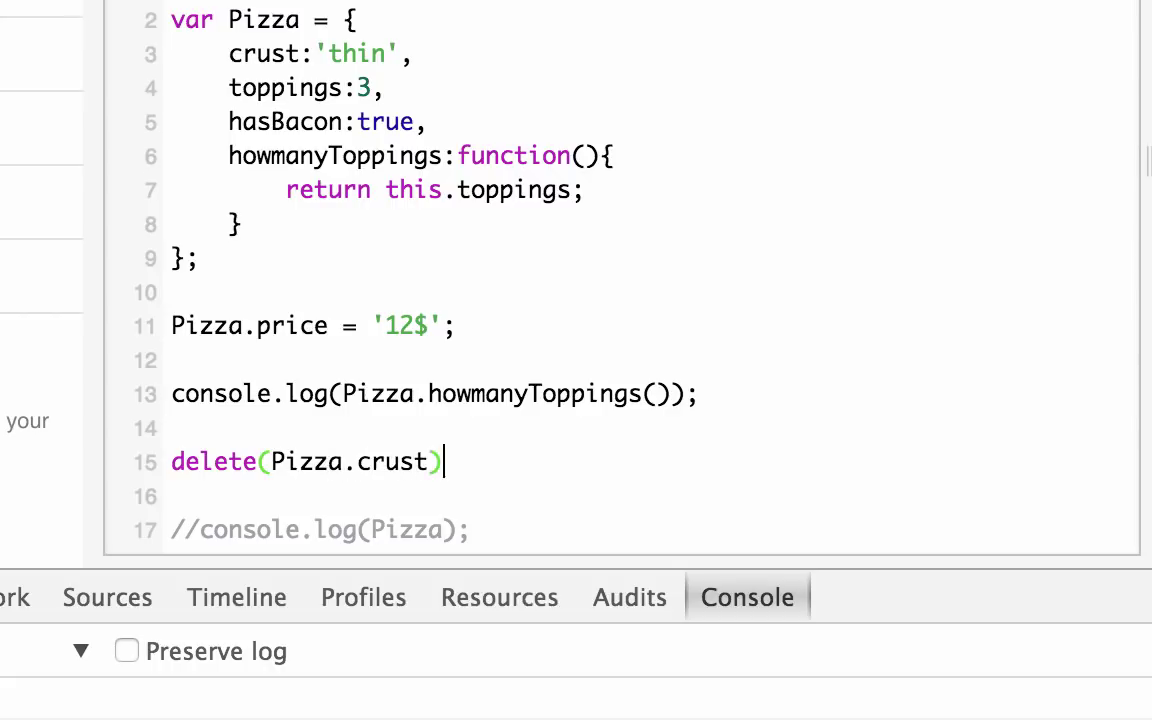 2 var Pizza = {
3 crust:'thin',
4 toppings:3,
5 hasBacon:true,
6 howmanyToppings:function(){
7 return this.toppings;
8 }
9 };
10
11 Pizza.price = '12$';
12
13 console.log(Pizza.howmanyToppings());
14
your
15 delete(Pizza.crust)
16
17 //console.log(Pizza);
ork Sources Timeline Profiles Resources Audits Console
▼ Preserve log